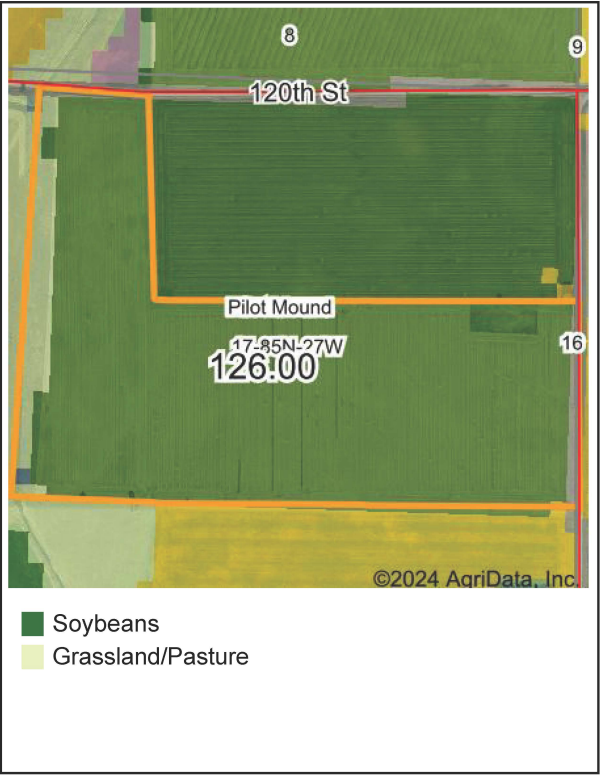 8
9
120th St
Pilot Mound
17-85N-27W
126.00
16
©2024 AgriData, Inc.
Soybeans
Grassland/Pasture